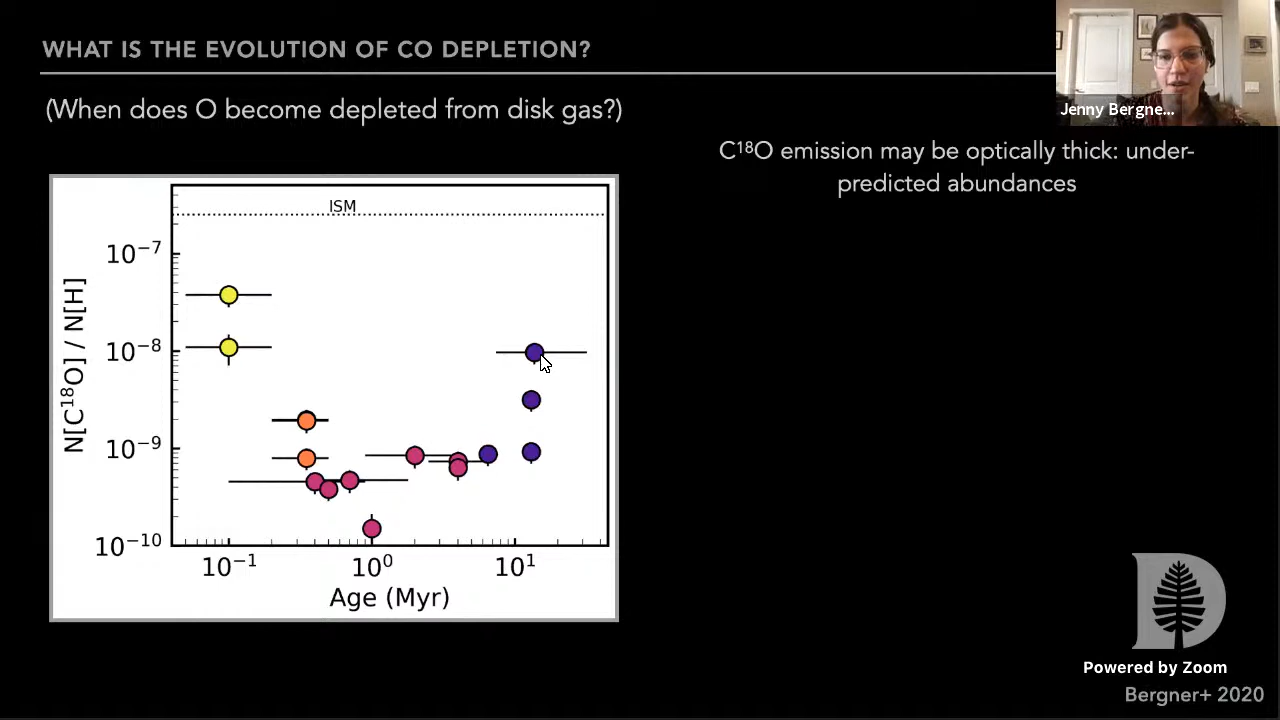 WHAT IS THE EVOLUTION OF CO DEPLETION?
(When does O become depleted from disk gas?)
Jenny Bergne...
C¹⁸O emission may be optically thick: under-
predicted abundances
ISM
10⁻⁷
10⁻⁸
10⁻⁹
10⁻¹⁰
N[C¹⁸O] / N[H]
10⁻¹ 10⁰ 10¹
Age (Myr)
D
Powered by Zoom
Bergner+ 2020